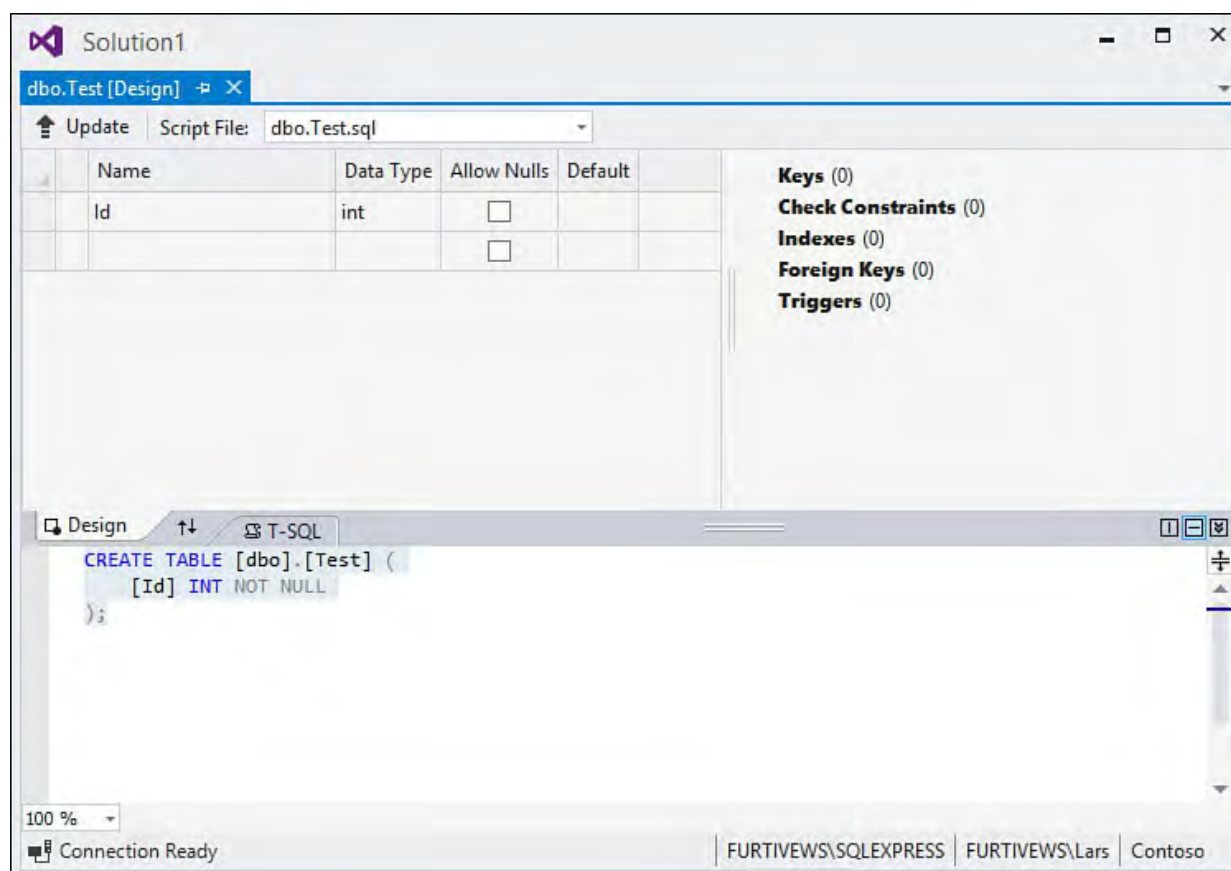 Solution1
dbo.Test [Design]
Update Script File: dbo.Test.sql
Name Data Type Allow Nulls Default
Id int
Keys (0)
Check Constraints (0)
Indexes (0)
Foreign Keys (0)
Triggers (0)
Design T-SQL
CREATE TABLE [dbo].[Test] (
[Id] INT NOT NULL
);
100 %
Connection Ready FURTIVEWS\SQLEXPRESS FURTIVEWS\Lars Contoso